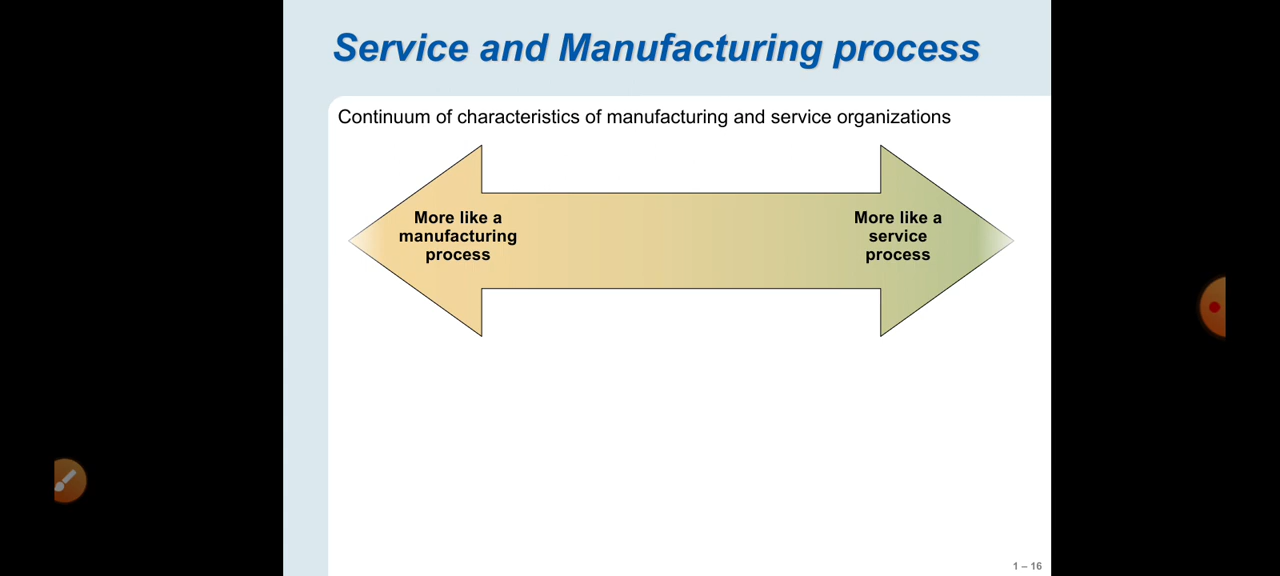 Service and Manufacturing process
Continuum of characteristics of manufacturing and service organizations
More like a
manufacturing
process
More like a
service
process
1 – 16